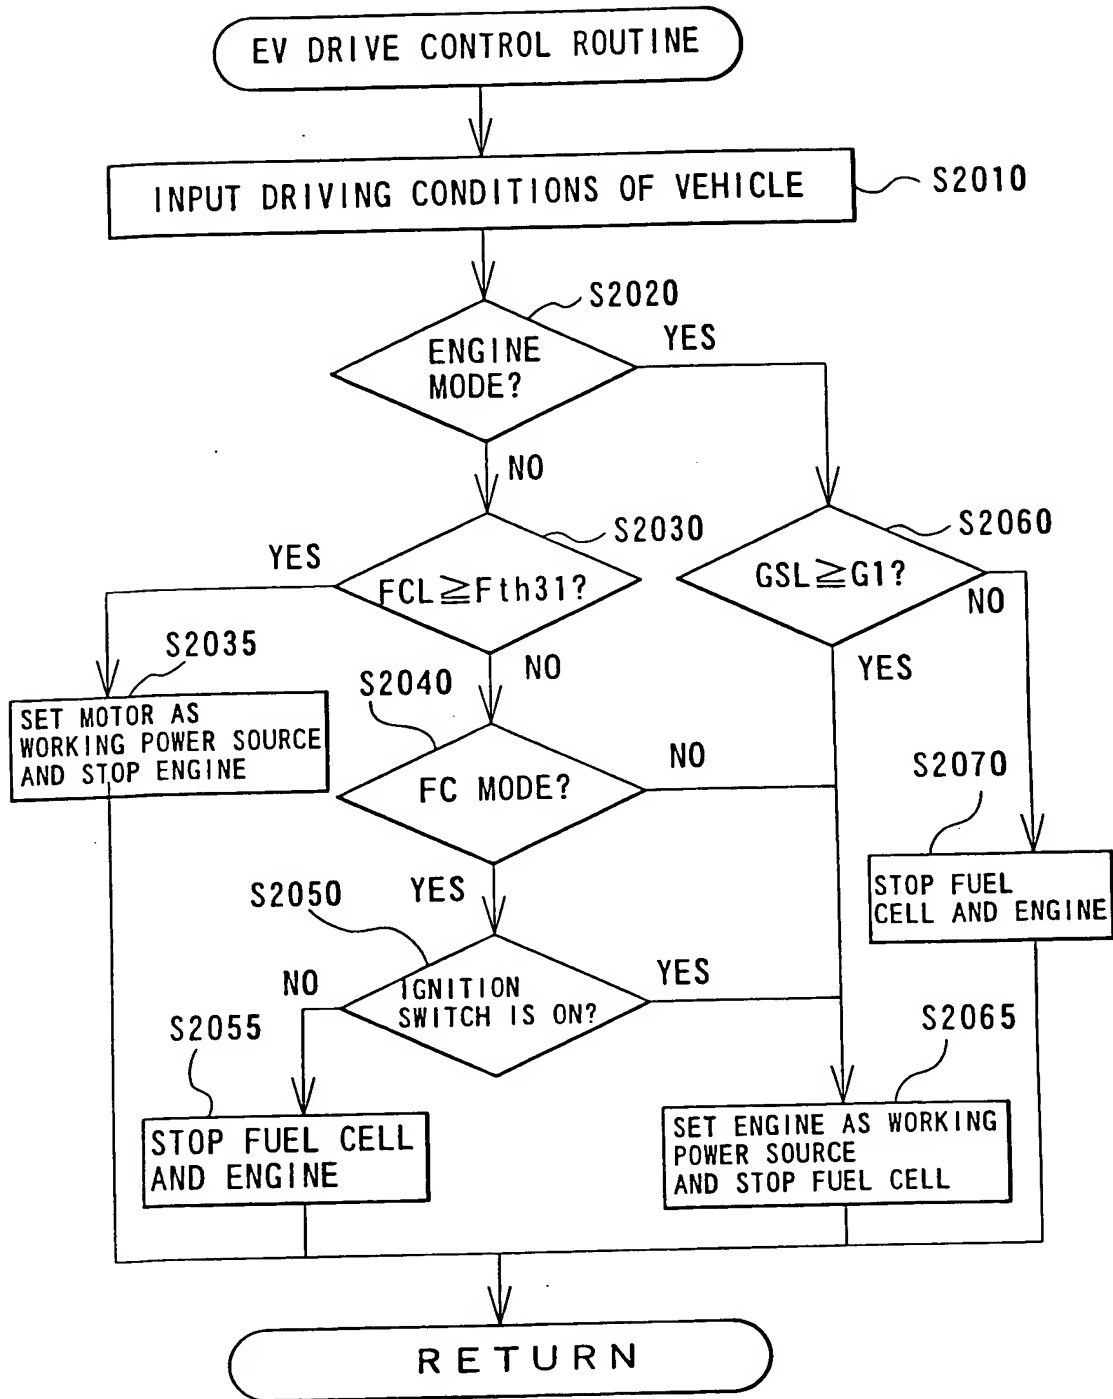 EV DRIVE CONTROL ROUTINE
INPUT DRIVING CONDITIONS OF VEHICLE
S2010
S2020
ENGINE
MODE?
YES
NO
S2030
YES
FCL≧Fth31?
S2060
GSL≧G1?
NO
YES
S2035
SET MOTOR AS
WORKING POWER SOURCE
AND STOP ENGINE
NO
S2040
FC MODE?
NO
S2070
STOP FUEL
CELL AND ENGINE
YES
S2050
NO
IGNITION
SWITCH IS ON?
YES
S2055
STOP FUEL CELL
AND ENGINE
S2065
SET ENGINE AS WORKING
POWER SOURCE
AND STOP FUEL CELL
RETURN